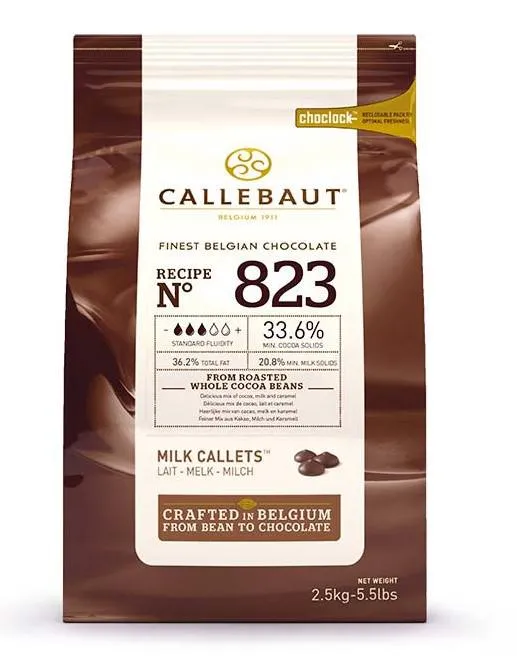 choclock™
RECLOSABLE PACK FOR
OPTIMAL FRESHNESS
CALLEBAUT®
BELGIUM 1911
FINEST BELGIAN CHOCOLATE
RECIPE
Nº 823
- + 33.6%
STANDARD FLUIDITY MIN. COCOA SOLIDS
36.2% TOTAL FAT 20.8% MIN. MILK SOLIDS
FROM ROASTED
WHOLE COCOA BEANS
Delicious mix of cocoa, milk and caramel
Délicieux mix de cacao, lait et caramel
Heerlijke mix van cacao, melk en karamel
Feiner Mix aus Kakao, Milch und Karamell
MILK CALLETS™
LAIT - MELK - MILCH
CRAFTED IN BELGIUM
FROM BEAN TO CHOCOLATE
NET WEIGHT
2.5kg-5.5lbs